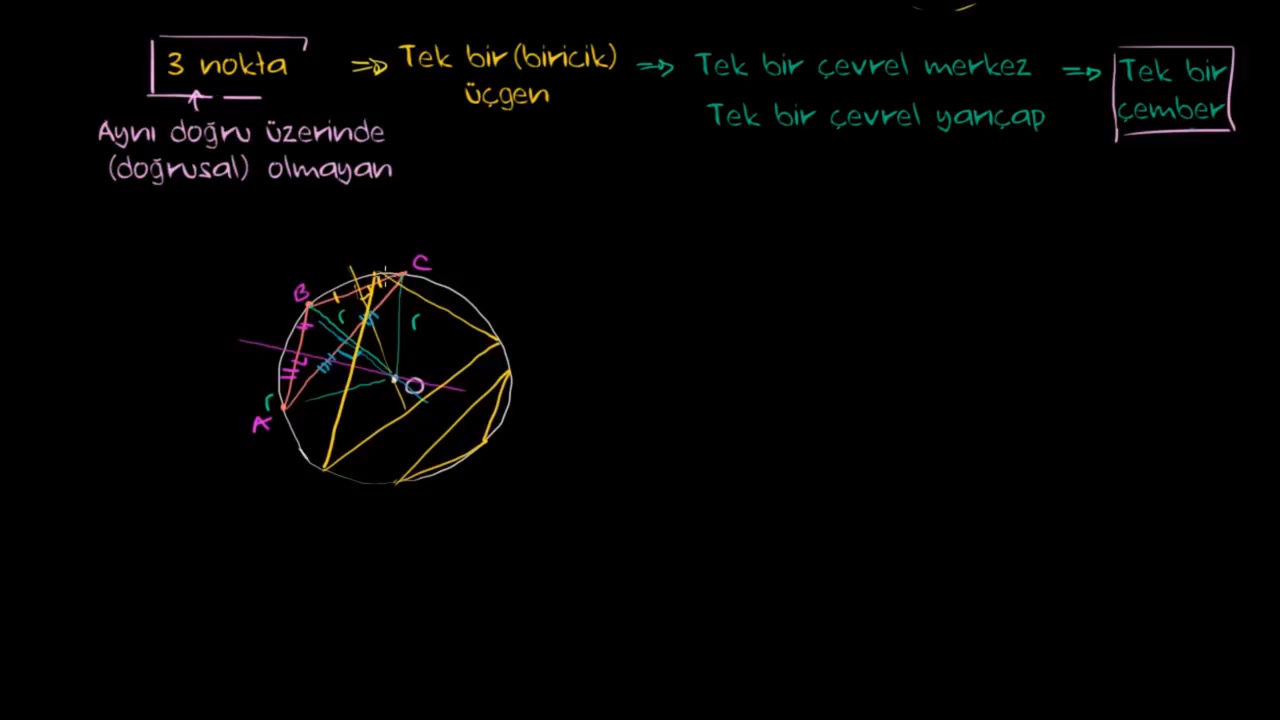 3 nokta => Tek bir (biricik) => Tek bir çevrel merkez => Tek bir
üçgen Tek bir çevrel yarıçap çember
Aynı doğru üzerinde
(doğrusal) olmayan
C
B
r r
O
r
A